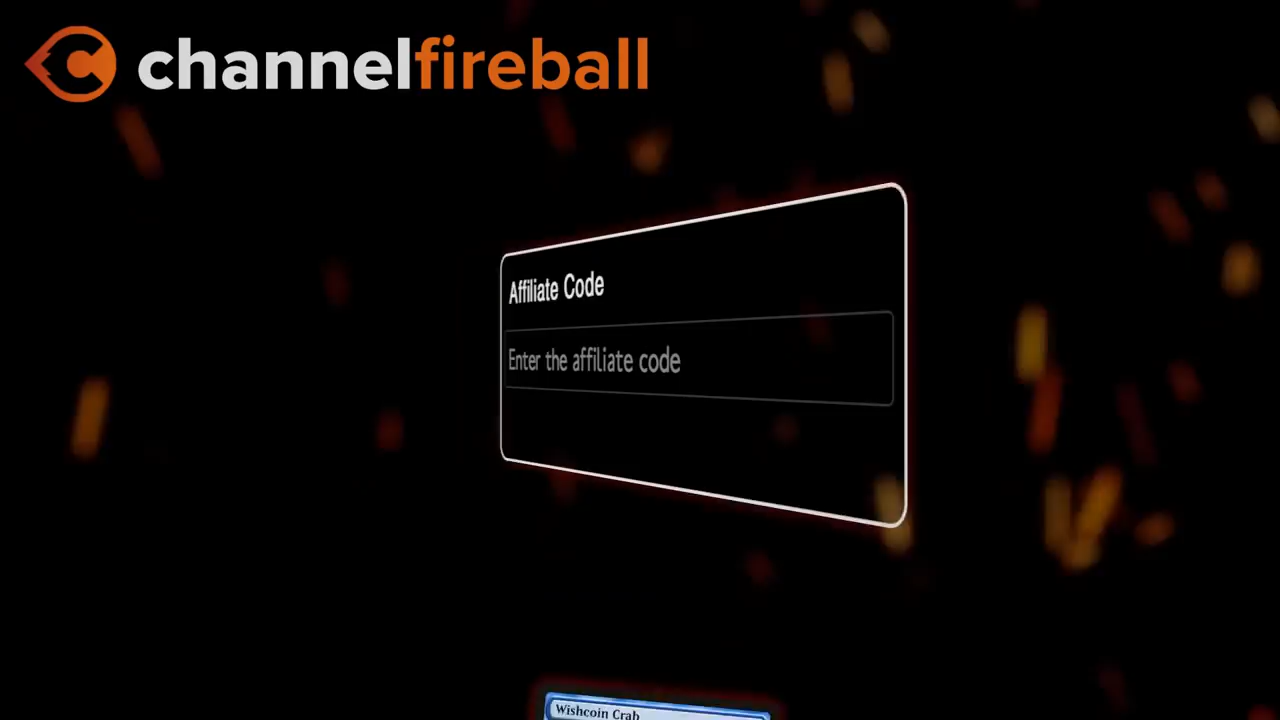 channelfireball
Affiliate Code
Enter the affiliate code
Wishcoin Crab